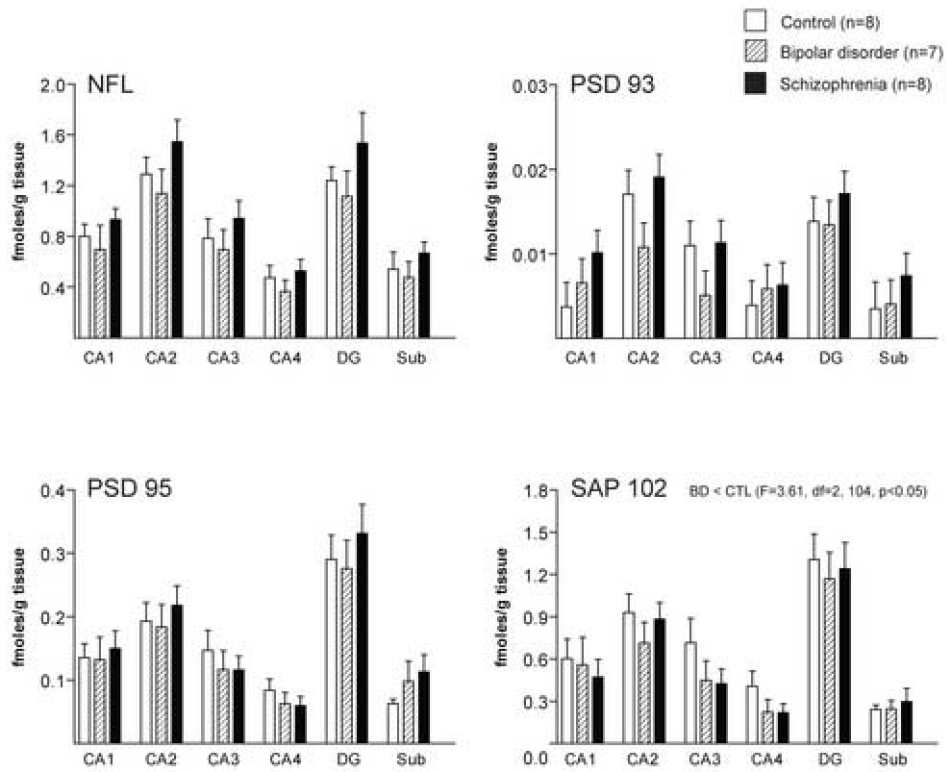 Control (n=8)
Bipolar disorder (n=7)
Schizophrenia (n=8)
NFL
2.0
1.6
1.2
0.8
0.4
fmoles/g tissue
CA1 CA2 CA3 CA4 DG Sub
PSD 93
0.03
0.02
0.01
fmoles/g tissue
CA1 CA2 CA3 CA4 DG Sub
PSD 95
0.4
0.3
0.2
0.1
fmoles/g tissue
CA1 CA2 CA3 CA4 DG Sub
SAP 102 BD < CTL (F=3.61, df=2, 104, p<0.05)
1.8
1.5
1.2
0.9
0.6
0.3
0.0
fmoles/g tissue
CA1 CA2 CA3 CA4 DG Sub